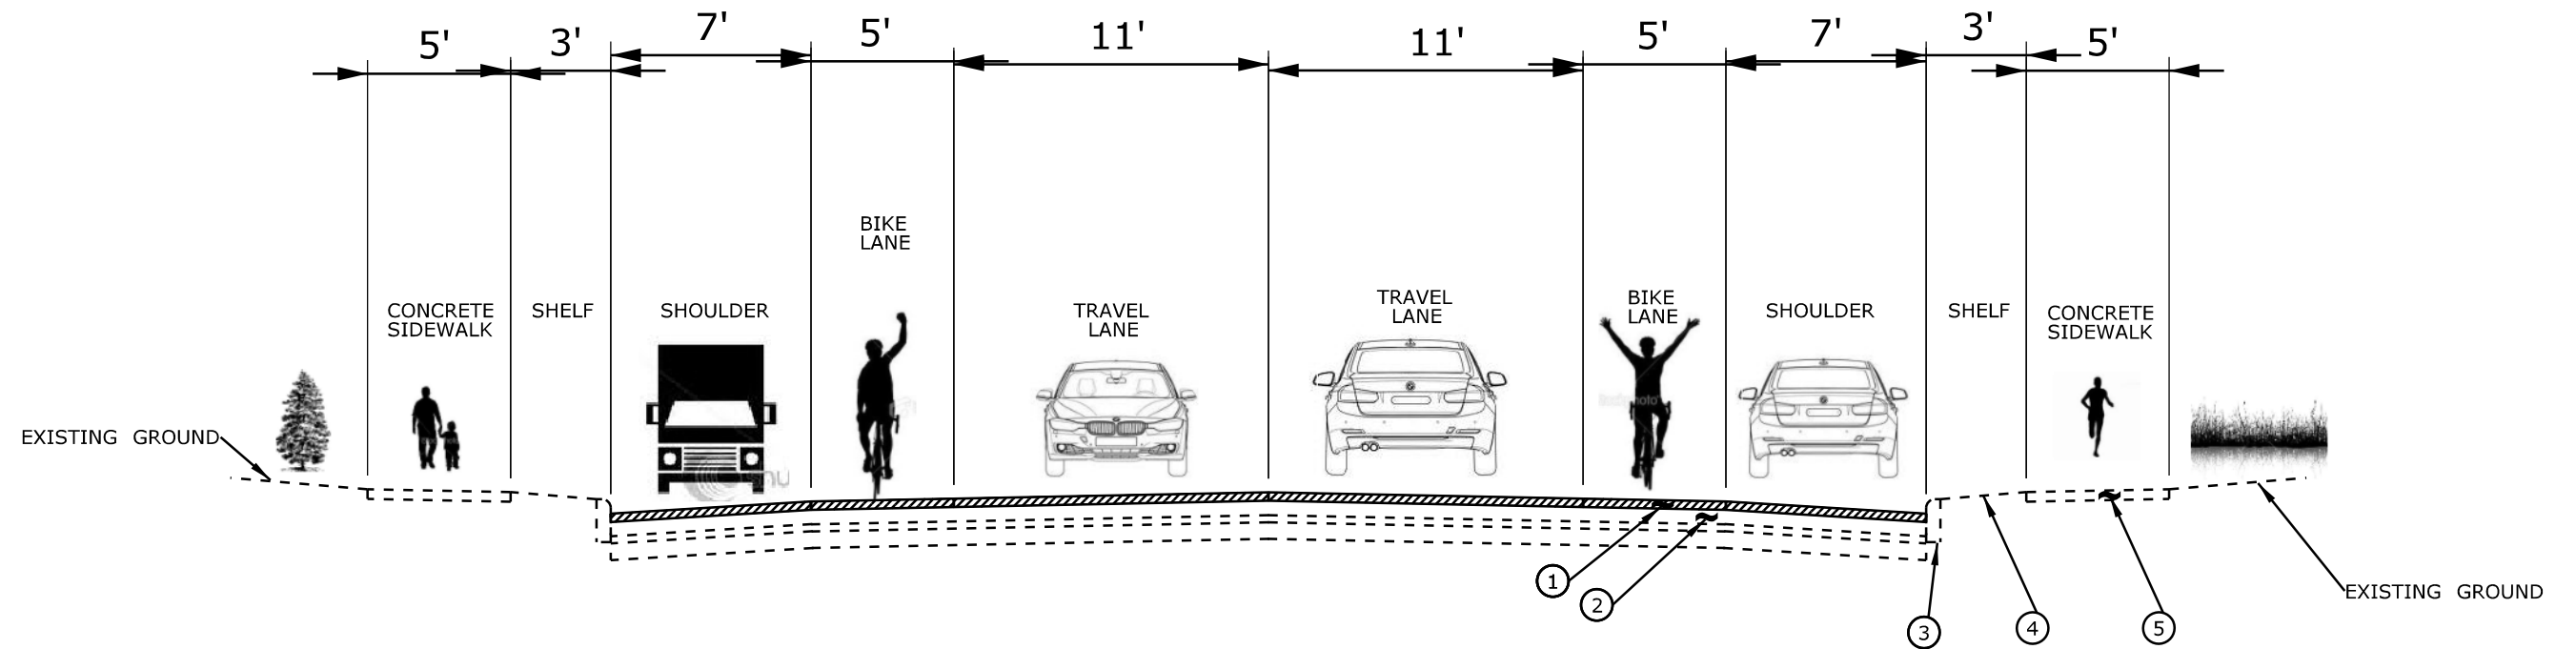 5' 3' 7' 5' 11' 11' 5' 7' 3' 5'
BIKE
LANE
CONCRETE
SIDEWALK
SHELF
SHOULDER
TRAVEL
LANE
TRAVEL
LANE
BIKE
LANE
SHOULDER
SHELF
CONCRETE
SIDEWALK
EXISTING GROUND
1
2
3
4
5
EXISTING GROUND